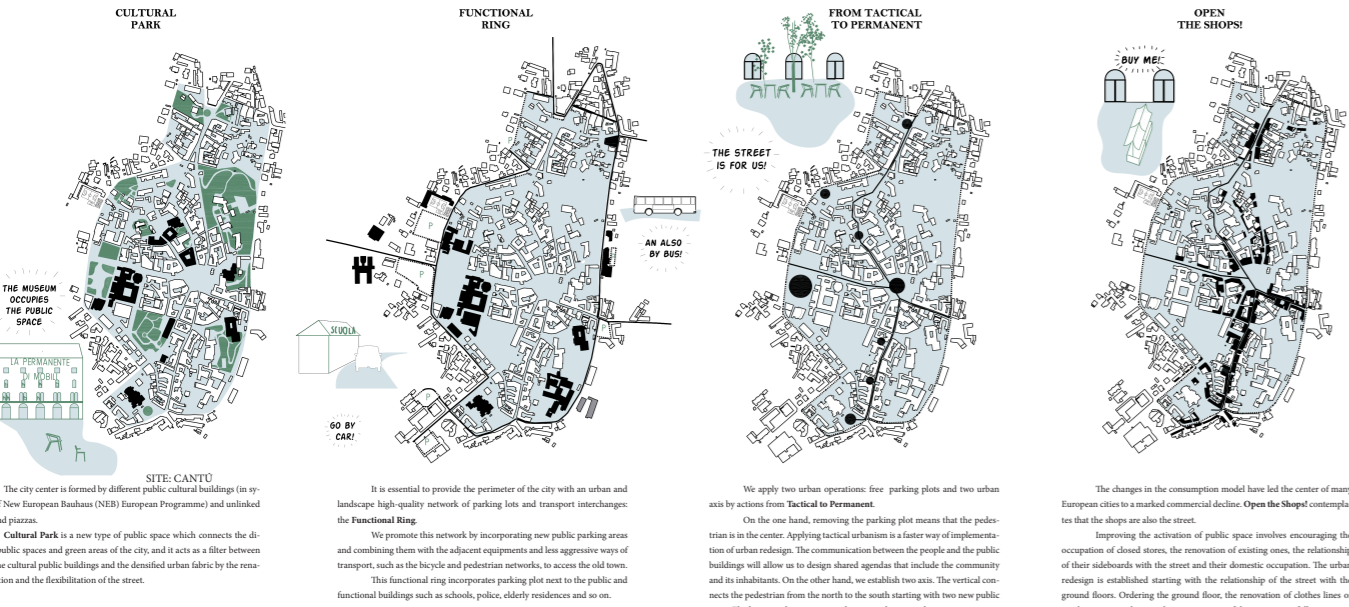 CULTURAL
PARK
THE MUSEUM
OCCUPIES
THE PUBLIC
SPACE
LA PERMANENTE
DI MOBILI
SITE: CANTÙ
The city center is formed by different public cultural buildings (in sy-
New European Bauhaus (NEB) European Programme) and unlinked
piazzas.
Cultural Park is a new type of public space which connects the di-
public spaces and green areas of the city, and it acts as a filter between
cultural public buildings and the densified urban fabric by the rena-
and the flexibilitation of the street.
FUNCTIONAL
RING
P
P
P
P
P
P
AN ALSO
BY BUS!
SCUOLA
GO BY
CAR!
It is essential to provide the perimeter of the city with an urban and
landscape high-quality network of parking lots and transport interchanges:
the Functional Ring.
We promote this network by incorporating new public parking areas
and combining them with the adjacent equipments and less aggressive ways of
transport, such as the bicycle and pedestrian networks, to access the old town.
This functional ring incorporates parking plot next to the public and
functional buildings such as schools, police, elderly residences and so on.
FROM TACTICAL
TO PERMANENT
THE STREET
IS FOR US!
We apply two urban operations: free parking plots and two urban
axis by actions from Tactical to Permanent.
On the one hand, removing the parking plot means that the pedes-
trian is in the center. Applying tactical urbanism is a faster way of implementa-
tion of urban redesign. The communication between the people and the public
buildings will allow us to design shared agendas that include the community
and its inhabitants. On the other hand, we establish two axis. The vertical con-
nects the pedestrian from the north to the south starting with two new public
OPEN
THE SHOPS!
BUY ME!
The changes in the consumption model have led the center of many
European cities to a marked commercial decline. Open the Shops! contempla-
tes that the shops are also the street.
Improving the activation of public space involves encouraging the
occupation of closed stores, the renovation of existing ones, the relationship
of their sideboards with the street and their domestic occupation. The urban
redesign is established starting with the relationship of the street with the
ground floors. Ordering the ground floor, the renovation of clothes lines o